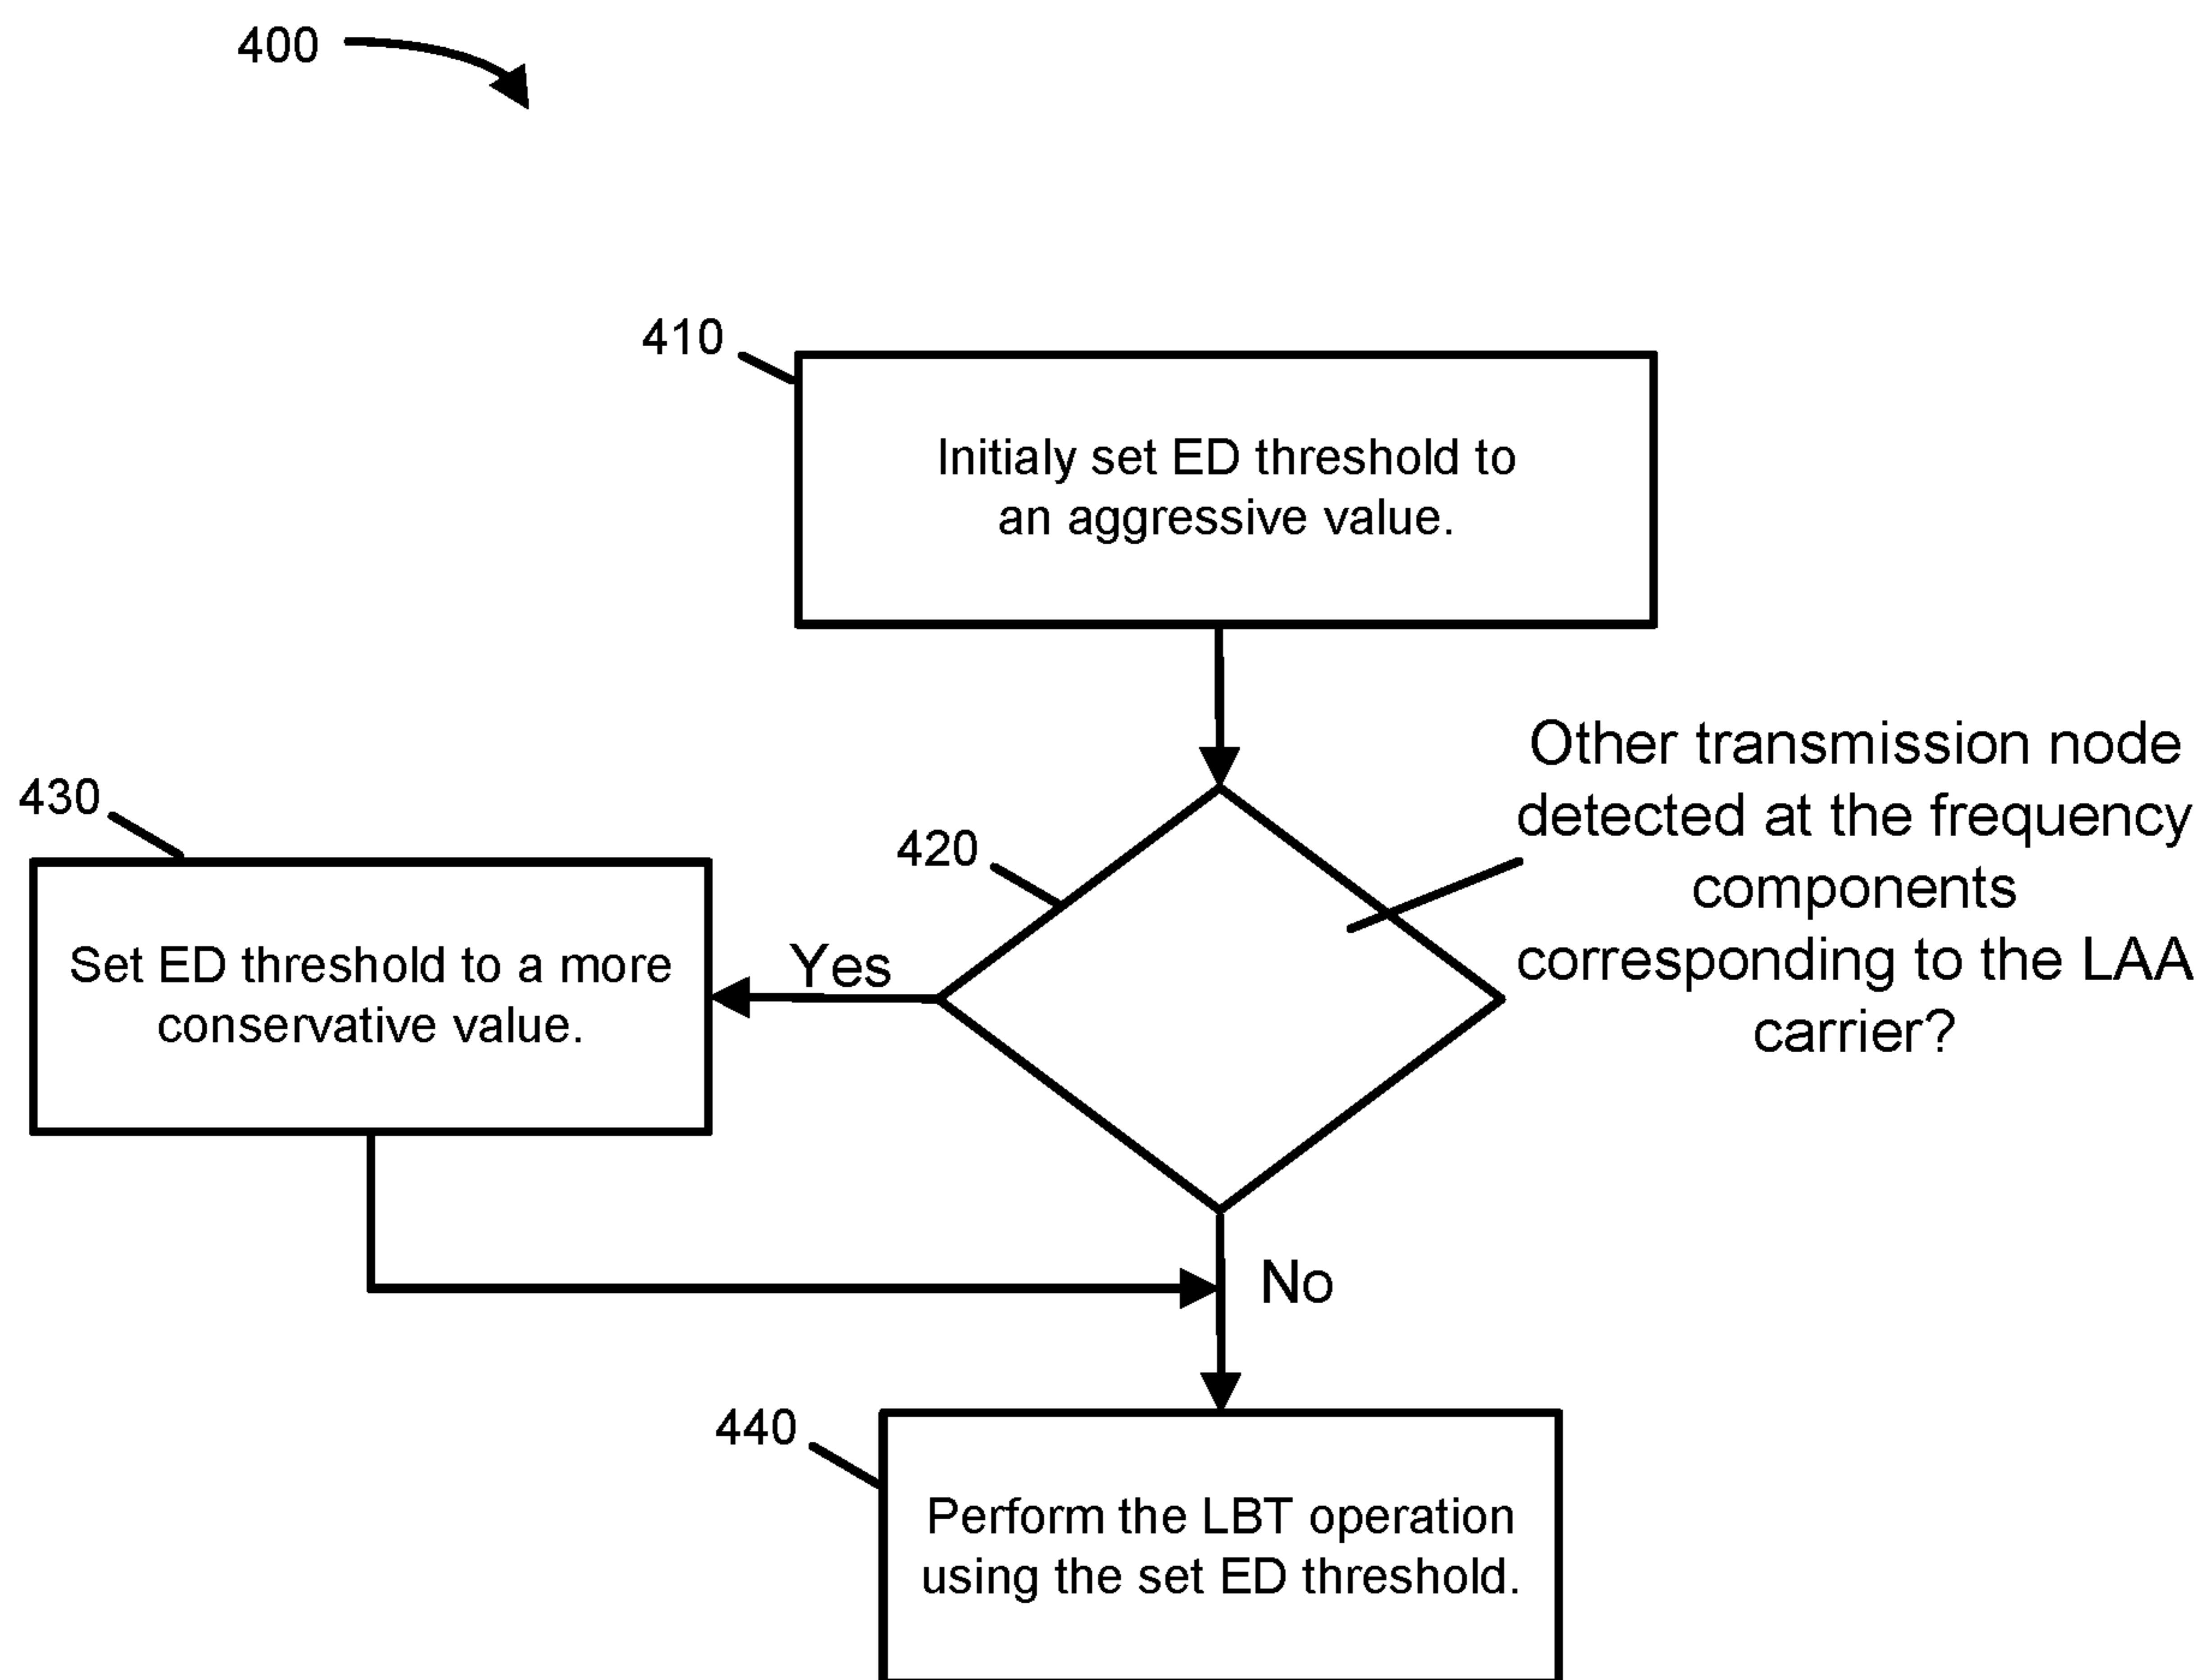 400
410
Initialy set ED threshold to
an aggressive value.
Other transmission node
detected at the frequency
components
corresponding to the LAA
carrier?
420
430
Yes
Set ED threshold to a more
conservative value.
No
440
Perform the LBT operation
using the set ED threshold.